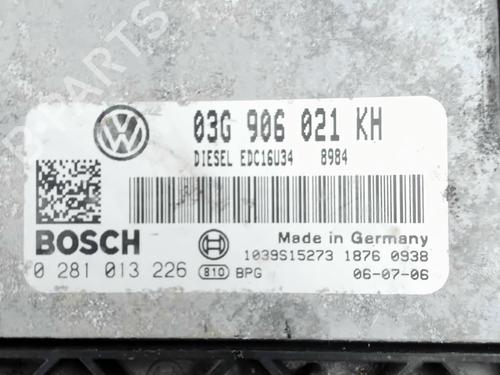 03G 906 021 KH
DIESEL EDC16U34 8984
BOSCH
Made in Germany
1039S15273 1876 0938
0 281 013 226 810 BPG 06-07-06